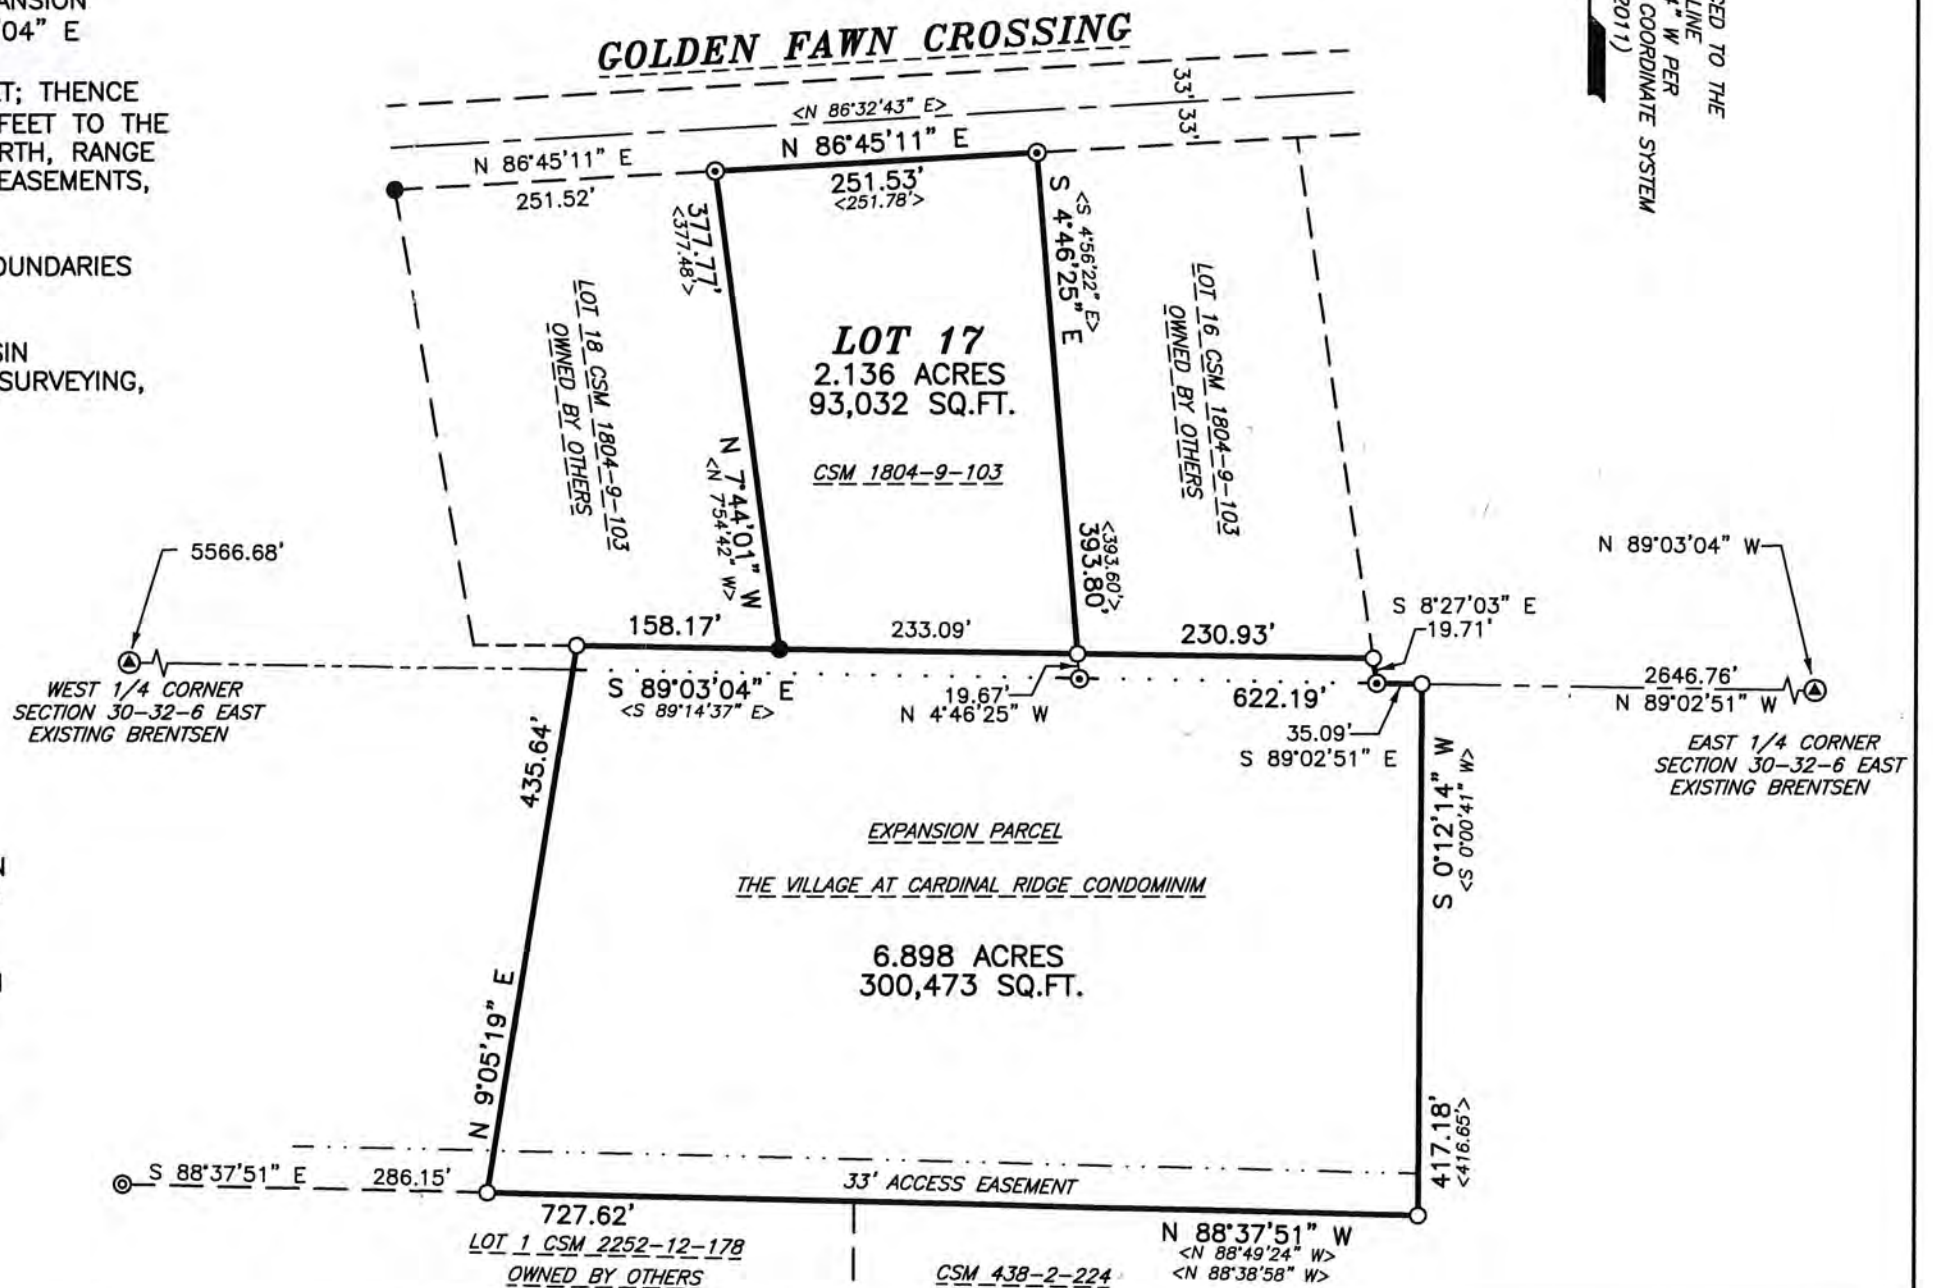 ANSION
04" E
T; THENCE
FEET TO THE
RTH, RANGE
EASEMENTS,
OUNDARIES
SIN
SURVEYING,
N
GOLDEN FAWN CROSSING
<N 86°32'43" E>
33'
33'
N 86°45'11" E
251.52'
N 86°45'11" E
251.53'
<251.78'>
377.77'
<377.48'>
N 7°44'01" W
<N 7°54'42" W>
S 4°46'25" E
<S 4°56'22" E>
<393.60'>
393.80'
LOT 18 CSM 1804-9-103
OWNED BY OTHERS
LOT 17
2.136 ACRES
93,032 SQ.FT.
CSM 1804-9-103
LOT 16 CSM 1804-9-103
OWNED BY OTHERS
CED TO THE
LINE
4" W PER
COORDINATE SYSTEM
2011)
5566.68'
WEST 1/4 CORNER
SECTION 30-32-6 EAST
EXISTING BRENTSEN
158.17'
233.09'
230.93'
S 8°27'03" E
19.71'
N 89°03'04" W
2646.76'
N 89°02'51" W
EAST 1/4 CORNER
SECTION 30-32-6 EAST
EXISTING BRENTSEN
S 89°03'04" E
<S 89°14'37" E>
19.67'
N 4°46'25" W
622.19'
35.09'
S 89°02'51" E
435.64'
N 9°05'19" E
S 0°12'14" W
<S 0°00'41" W>
417.18'
<416.65'>
EXPANSION PARCEL
THE VILLAGE AT CARDINAL RIDGE CONDOMINIM
6.898 ACRES
300,473 SQ.FT.
S 88°37'51" E
286.15'
33' ACCESS EASEMENT
727.62'
LOT 1 CSM 2252-12-178
OWNED BY OTHERS
CSM 438-2-224
N 88°37'51" W
<N 88°49'24" W>
<N 88°38'58" W>